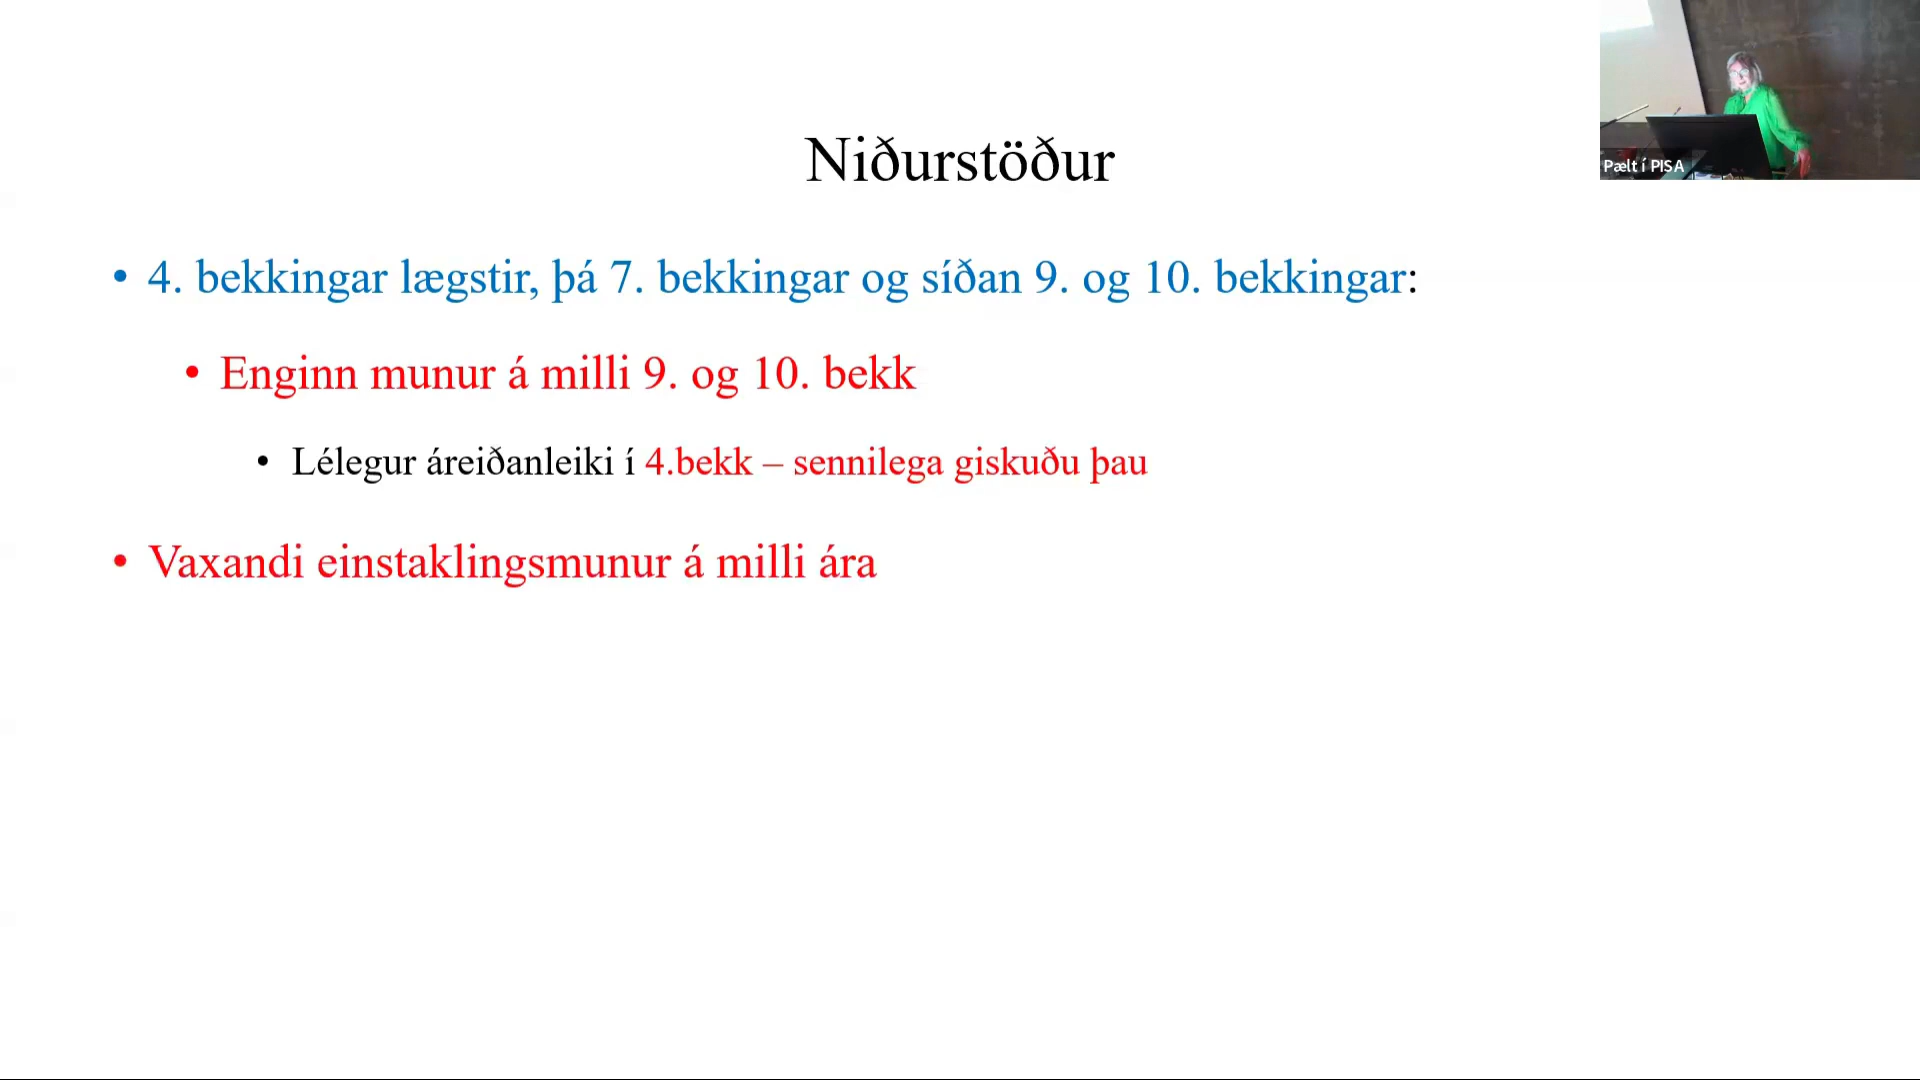 Niðurstöður
• 4. bekkingar lægstir, þá 7. bekkingar og síðan 9. og 10. bekkingar:
• Enginn munur á milli 9. og 10. bekk
• Lélegur áreiðanleiki í 4.bekk – sennilega giskuðu þau
• Vaxandi einstaklingsmunur á milli ára
Pælt í PISA